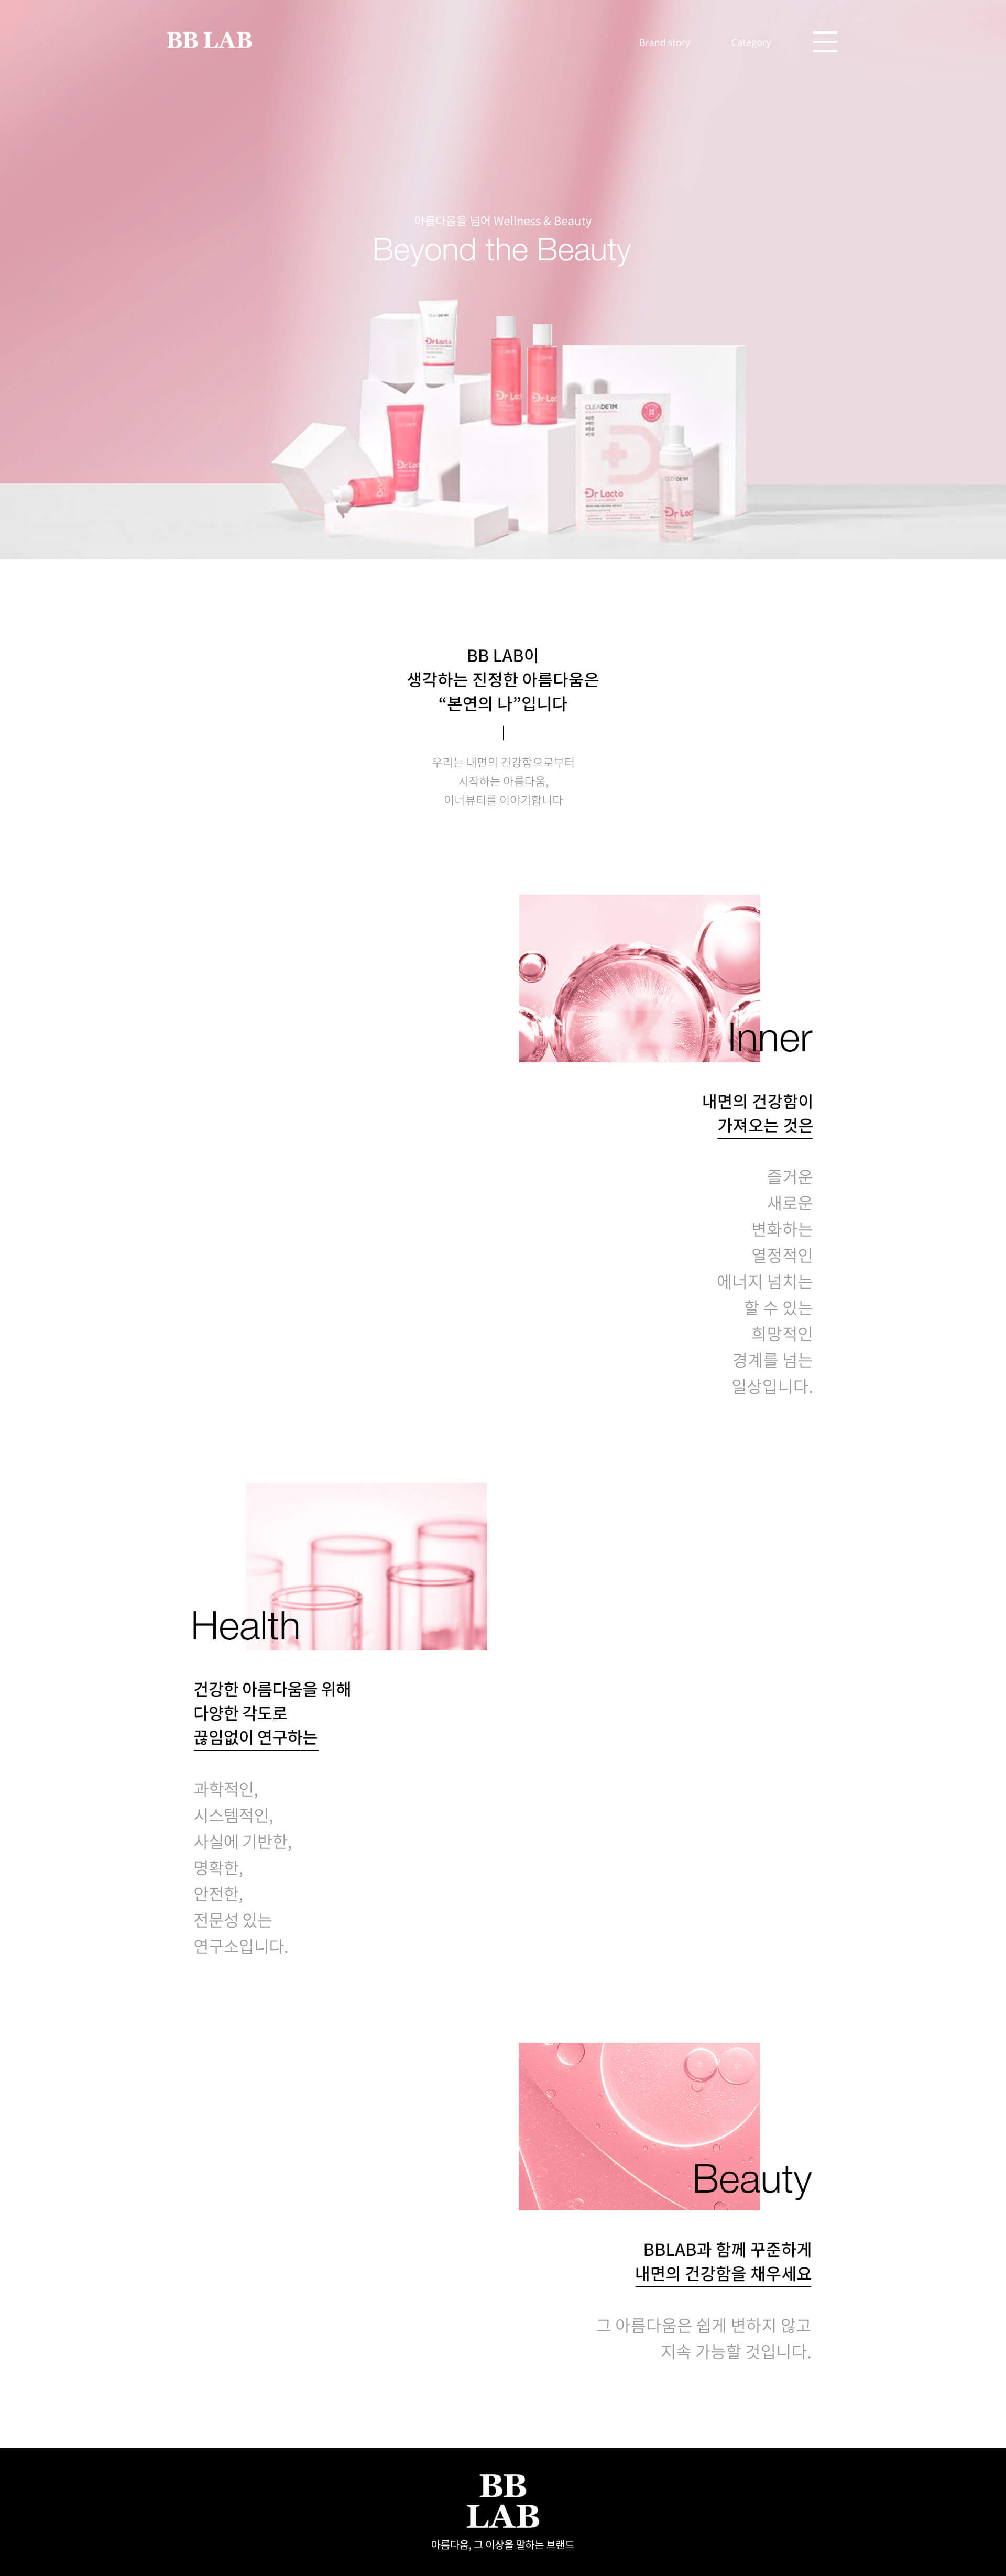 BB LAB
Brand story
Category
아름다움을 넘어 Wellness & Beauty
Beyond the Beauty
CLEADERM
Dr Lacto
Dr Lacto
CLEADERM
Dr Lacto
BB LAB이
생각하는 진정한 아름다움은
“본연의 나”입니다
우리는 내면의 건강함으로부터
시작하는 아름다움,
이너뷰티를 이야기합니다
Inner
내면의 건강함이
가져오는 것은
즐거운
새로운
변화하는
열정적인
에너지 넘치는
할 수 있는
희망적인
경계를 넘는
일상입니다.
Health
건강한 아름다움을 위해
다양한 각도로
끊임없이 연구하는
과학적인,
시스템적인,
사실에 기반한,
명확한,
안전한,
전문성 있는
연구소입니다.
Beauty
BBLAB과 함께 꾸준하게
내면의 건강함을 채우세요
그 아름다움은 쉽게 변하지 않고
지속 가능할 것입니다.
BB
LAB
아름다움, 그 이상을 말하는 브랜드